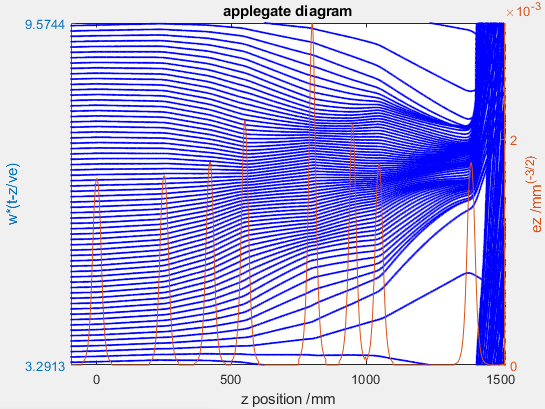 applegate diagram
×10⁻³
9.5744
3.2913
w*(t-z/ve)
2
0
ez /mm⁽⁻³/²⁾
0 500 1000 1500
z position /mm